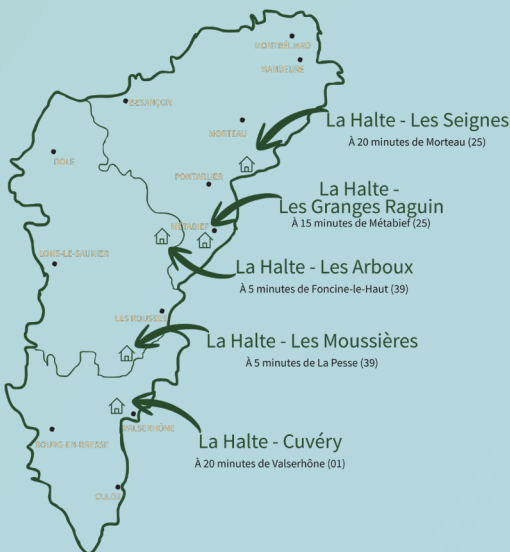 MONTBÉLIARD
MANDEURE
BESANÇON
MORTEAU
La Halte - Les Seignes
À 20 minutes de Morteau (25)
DOLE
PONTARLIER
La Halte -
Les Granges Raguin
À 15 minutes de Métabief (25)
MÉTABIEF
LONS-LE-SAUNIER
La Halte - Les Arboux
À 5 minutes de Foncine-le-Haut (39)
LES ROUSSES
La Halte - Les Moussières
À 5 minutes de La Pesse (39)
VALSERHÔNE
BOURG-EN-BRESSE
La Halte - Cuvéry
À 20 minutes de Valserhône (01)
CULOZ